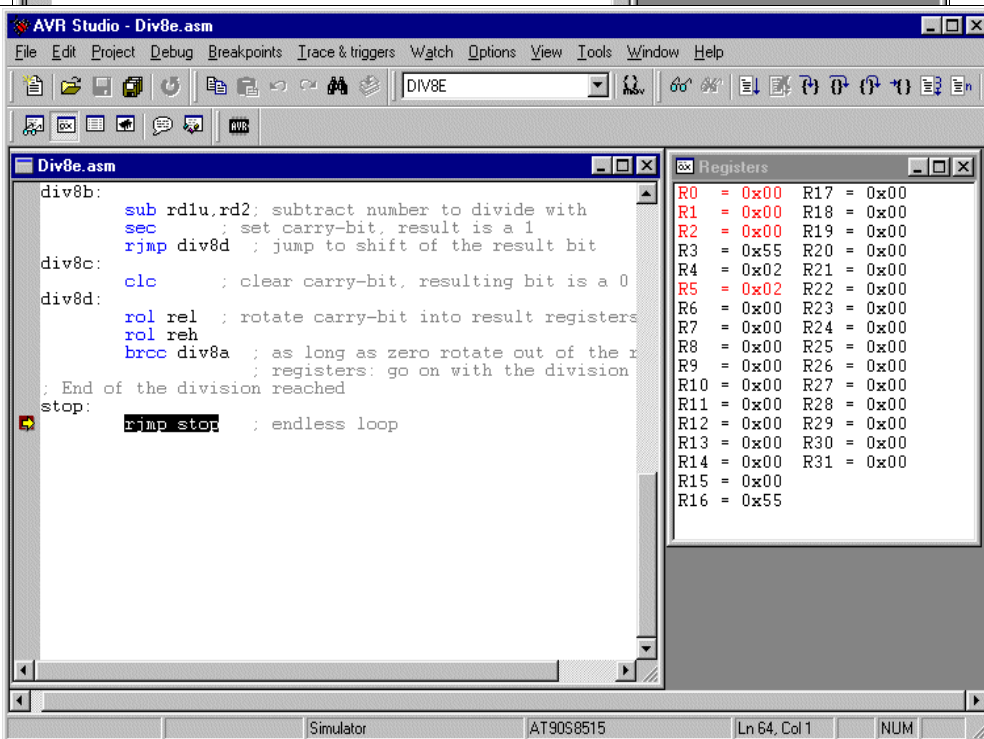 AVR Studio - Div8e.asm
File Edit Project Debug Breakpoints Trace & triggers Watch Options View Tools Window Help
DIV8E
mov
AVR
Div8e.asm
div8b:
sub rd1u,rd2; subtract number to divide with
sec ; set carry-bit, result is a 1
rjmp div8d ; jump to shift of the result bit
div8c:
clc ; clear carry-bit, resulting bit is a 0
div8d:
rol rel ; rotate carry-bit into result registers
rol reh
brcc div8a ; as long as zero rotate out of the r
; registers: go on with the division
; End of the division reached
stop:
rjmp stop ; endless loop
Registers
R0 = 0x00 R17 = 0x00
R1 = 0x00 R18 = 0x00
R2 = 0x00 R19 = 0x00
R3 = 0x55 R20 = 0x00
R4 = 0x02 R21 = 0x00
R5 = 0x02 R22 = 0x00
R6 = 0x00 R23 = 0x00
R7 = 0x00 R24 = 0x00
R8 = 0x00 R25 = 0x00
R9 = 0x00 R26 = 0x00
R10 = 0x00 R27 = 0x00
R11 = 0x00 R28 = 0x00
R12 = 0x00 R29 = 0x00
R13 = 0x00 R30 = 0x00
R14 = 0x00 R31 = 0x00
R15 = 0x00
R16 = 0x55
Simulator AT90S8515 Ln 64, Col 1 NUM